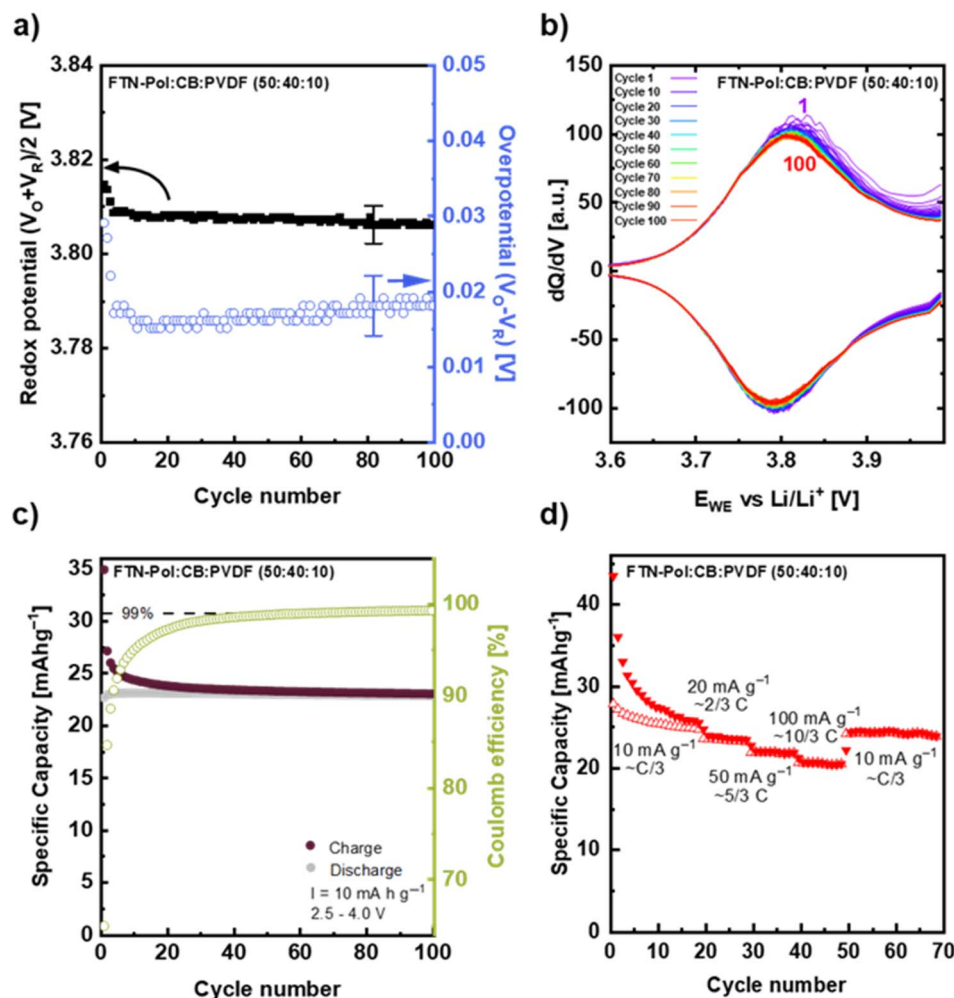 a)
FTN-Pol:CB:PVDF (50:40:10)
3.84
3.82
3.80
3.78
3.76
Redox potential (V_O+V_R)/2 [V]
0.05
0.04
0.03
0.02
0.01
0.00
Overpotential (V_O-V_R) [V]
0 20 40 60 80 100
Cycle number
b)
FTN-Pol:CB:PVDF (50:40:10)
Cycle 1
Cycle 10
Cycle 20
Cycle 30
Cycle 40
Cycle 50
Cycle 60
Cycle 70
Cycle 80
Cycle 90
Cycle 100
1
100
150
100
50
0
-50
-100
dQ/dV [a.u.]
3.6 3.7 3.8 3.9
E_WE vs Li/Li⁺ [V]
c)
FTN-Pol:CB:PVDF (50:40:10)
99%
35
30
25
23
20
15
10
5
0
Specific Capacity [mAhg⁻¹]
100
90
80
70
Coulomb efficiency [%]
Charge
Discharge
I = 10 mA h g⁻¹
2.5 - 4.0 V
0 20 40 60 80 100
Cycle number
d)
FTN-Pol:CB:PVDF (50:40:10)
40
30
20
10
0
Specific Capacity [mAhg⁻¹]
20 mA g⁻¹
~2/3 C
100 mA g⁻¹
~10/3 C
10 mA g⁻¹
~C/3
50 mA g⁻¹
~5/3 C
10 mA g⁻¹
~C/3
0 10 20 30 40 50 60 70
Cycle number